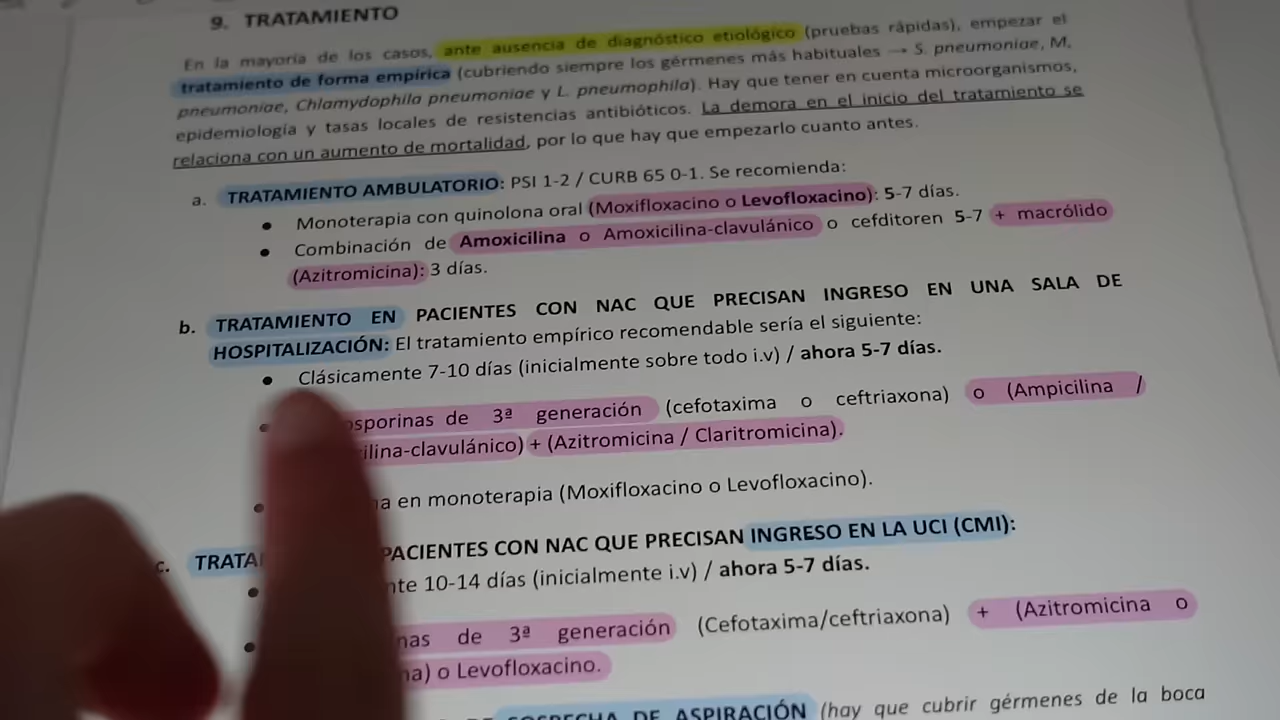 9. TRATAMIENTO
En la mayoría de los casos, ante ausencia de diagnóstico etiológico (pruebas rápidas), empezar el
tratamiento de forma empírica (cubriendo siempre los gérmenes más habituales → S. pneumoniae, M.
pneumoniae, Chlamydophila pneumoniae y L. pneumophila). Hay que tener en cuenta microorganismos,
epidemiología y tasas locales de resistencias antibióticos. La demora en el inicio del tratamiento se
relaciona con un aumento de mortalidad, por lo que hay que empezarlo cuanto antes.
a. TRATAMIENTO AMBULATORIO: PSI 1-2 / CURB 65 0-1. Se recomienda:
• Monoterapia con quinolona oral (Moxifloxacino o Levofloxacino): 5-7 días.
• Combinación de Amoxicilina o Amoxicilina-clavulánico o cefditoren 5-7 + macrólido
(Azitromicina): 3 días.
b. TRATAMIENTO EN PACIENTES CON NAC QUE PRECISAN INGRESO EN UNA SALA DE
HOSPITALIZACIÓN: El tratamiento empírico recomendable sería el siguiente:
• Clásicamente 7-10 días (inicialmente sobre todo i.v) / ahora 5-7 días.
• sporinas de 3ª generación (cefotaxima o ceftriaxona) o (Ampicilina /
ilina-clavulánico) + (Azitromicina / Claritromicina).
• na en monoterapia (Moxifloxacino o Levofloxacino).
c. TRATA PACIENTES CON NAC QUE PRECISAN INGRESO EN LA UCI (CMI):
• nte 10-14 días (inicialmente i.v) / ahora 5-7 días.
• nas de 3ª generación (Cefotaxima/ceftriaxona) + (Azitromicina o
na) o Levofloxacino.
SOSPECHA DE ASPIRACIÓN (hay que cubrir gérmenes de la boca